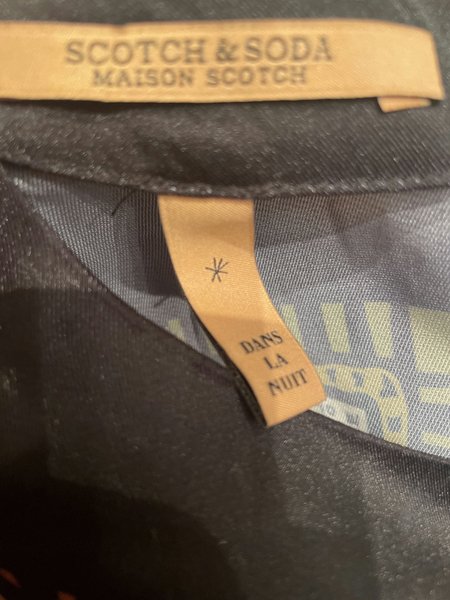 SCOTCH & SODA
MAISON SCOTCH
*
DANS
LA
NUIT